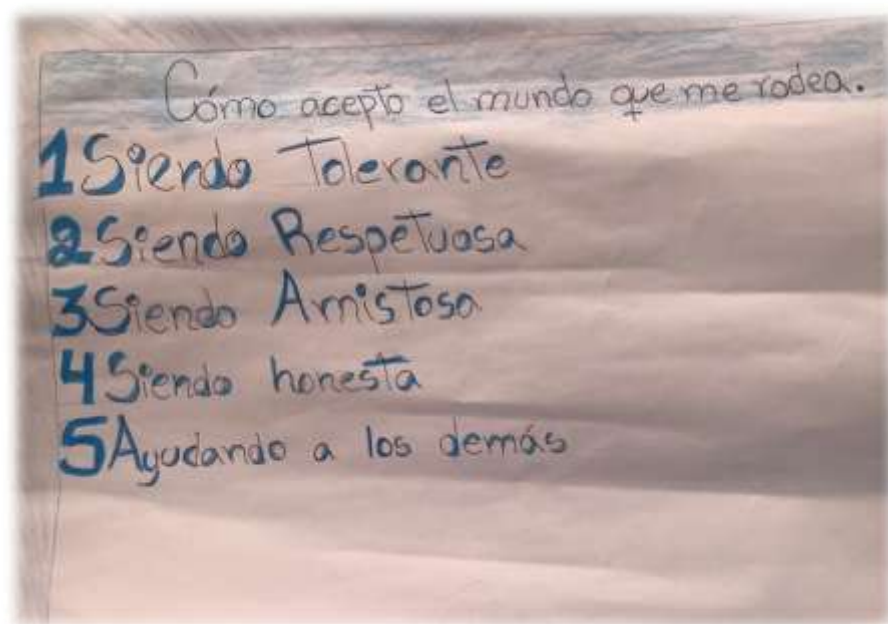 Cómo acepto el mundo que me rodea.
1 Siendo Tolerante
2 Siendo Respetuosa
3 Siendo Amistosa
4 Siendo honesta
5 Ayudando a los demás